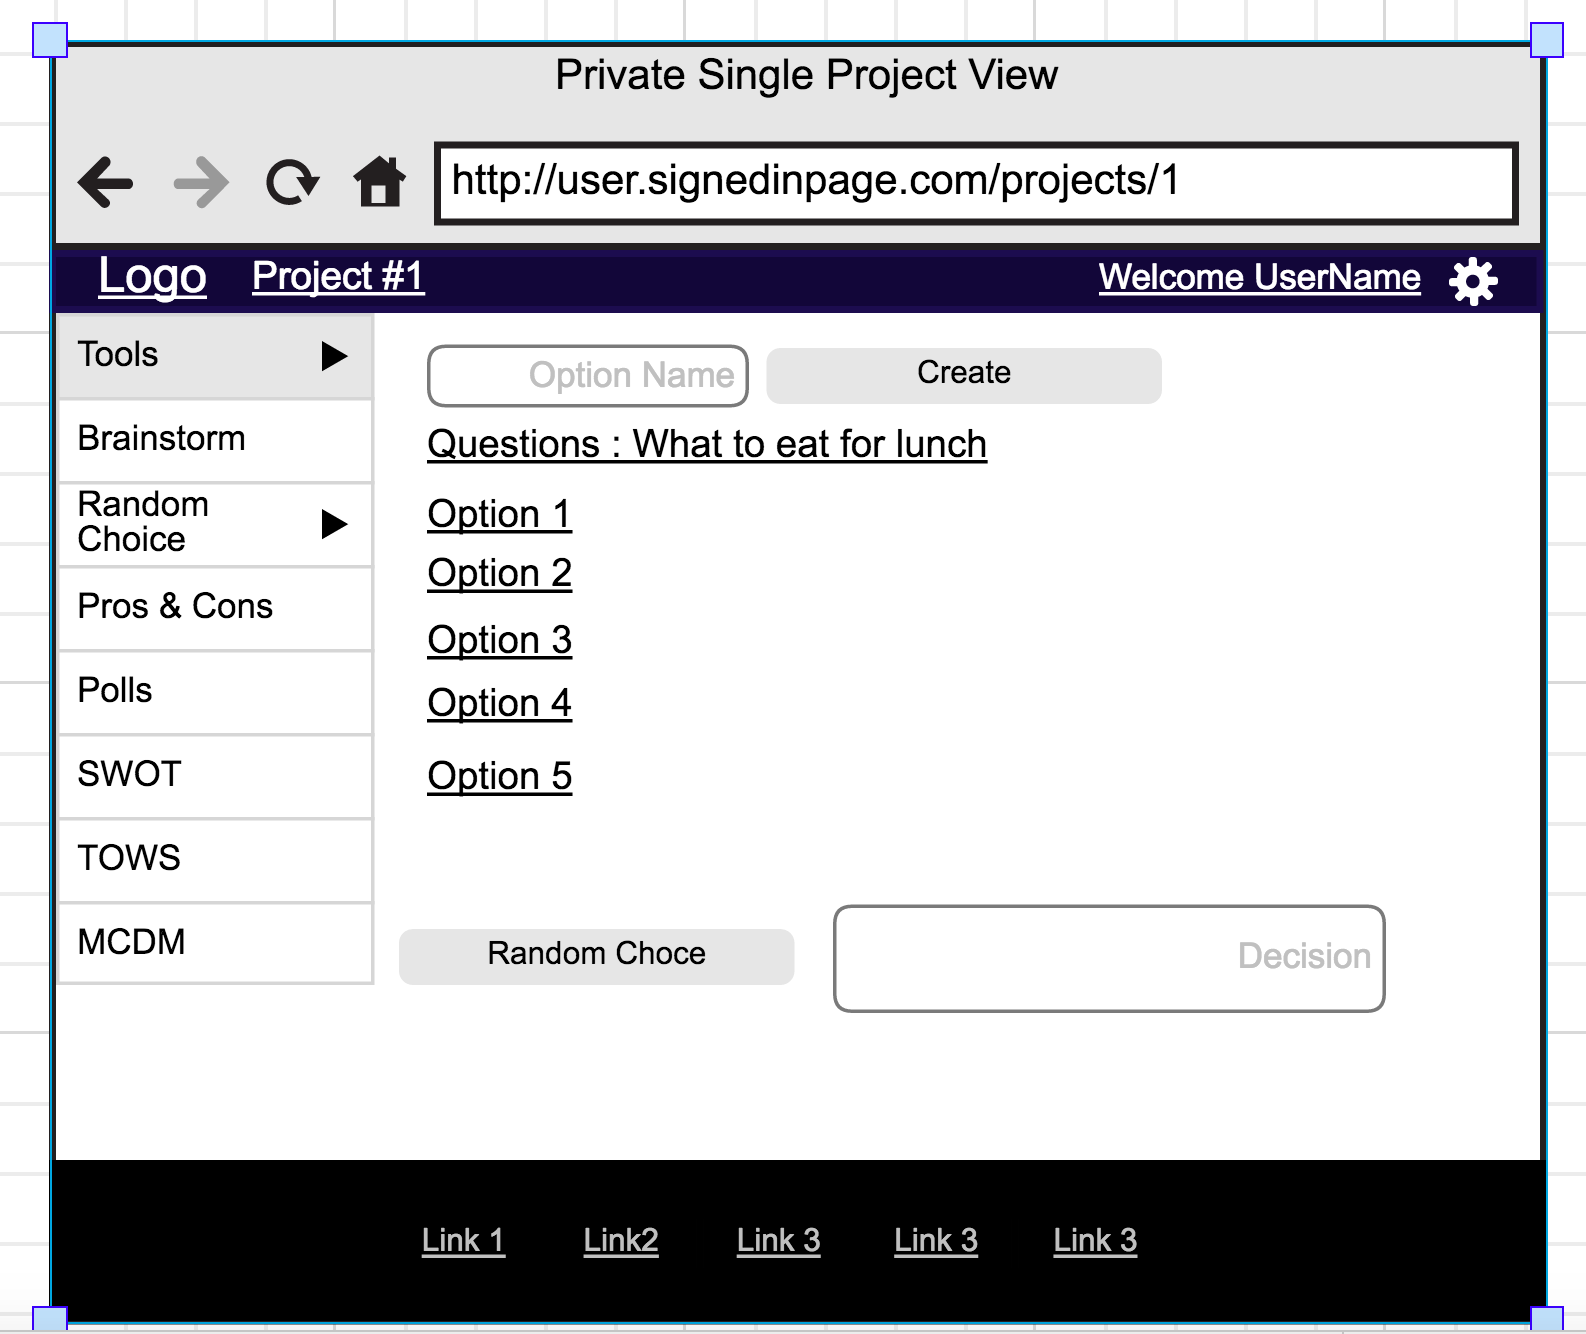 Private Single Project View
http://user.signedinpage.com/projects/1
Logo Project #1 Welcome UserName
Tools
Brainstorm
Random
Choice
Pros & Cons
Polls
SWOT
TOWS
MCDM
Option Name Create
Questions : What to eat for lunch
Option 1
Option 2
Option 3
Option 4
Option 5
Random Choce Decision
Link 1 Link2 Link 3 Link 3 Link 3